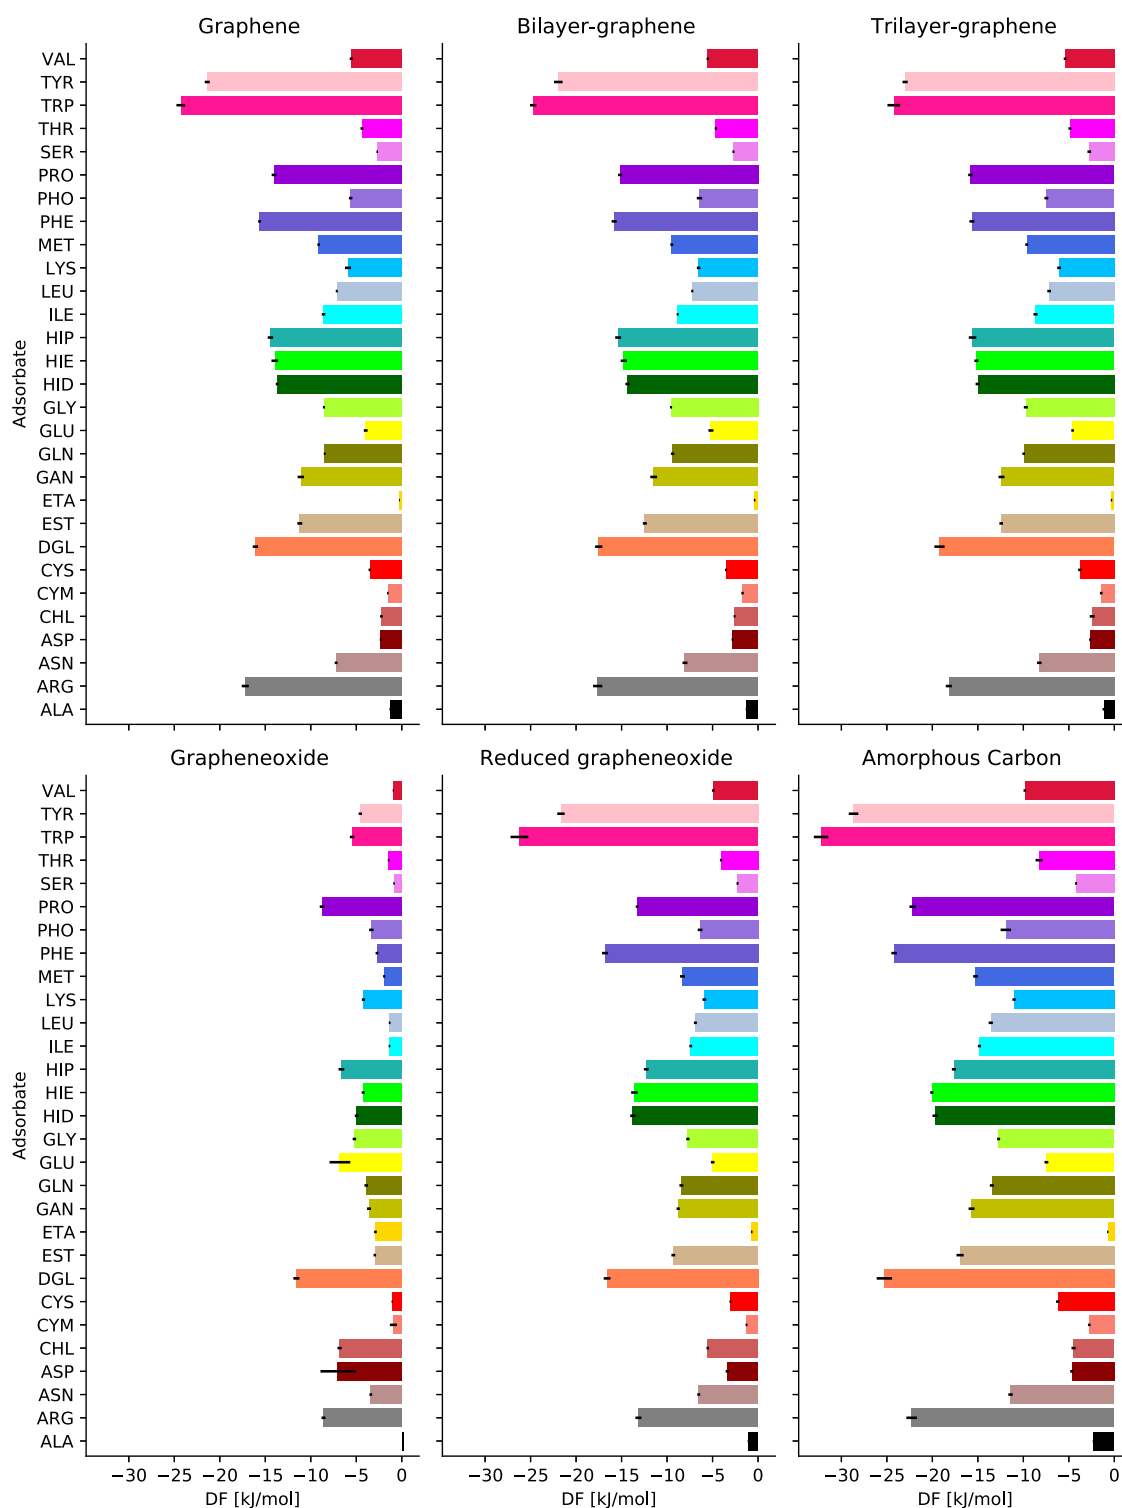 Graphene
Bilayer-graphene
Trilayer-graphene
VAL
TYR
TRP
THR
SER
PRO
PHO
PHE
MET
LYS
LEU
ILE
HIP
HIE
HID
GLY
GLU
GLN
GAN
ETA
EST
DGL
CYS
CYM
CHL
ASP
ASN
ARG
ALA
Adsorbate
Grapheneoxide
Reduced grapheneoxide
Amorphous Carbon
VAL
TYR
TRP
THR
SER
PRO
PHO
PHE
MET
LYS
LEU
ILE
HIP
HIE
HID
GLY
GLU
GLN
GAN
ETA
EST
DGL
CYS
CYM
CHL
ASP
ASN
ARG
ALA
Adsorbate
−30 −25 −20 −15 −10 −5 0
−30 −25 −20 −15 −10 −5 0
−30 −25 −20 −15 −10 −5 0
DF [kJ/mol]
DF [kJ/mol]
DF [kJ/mol]